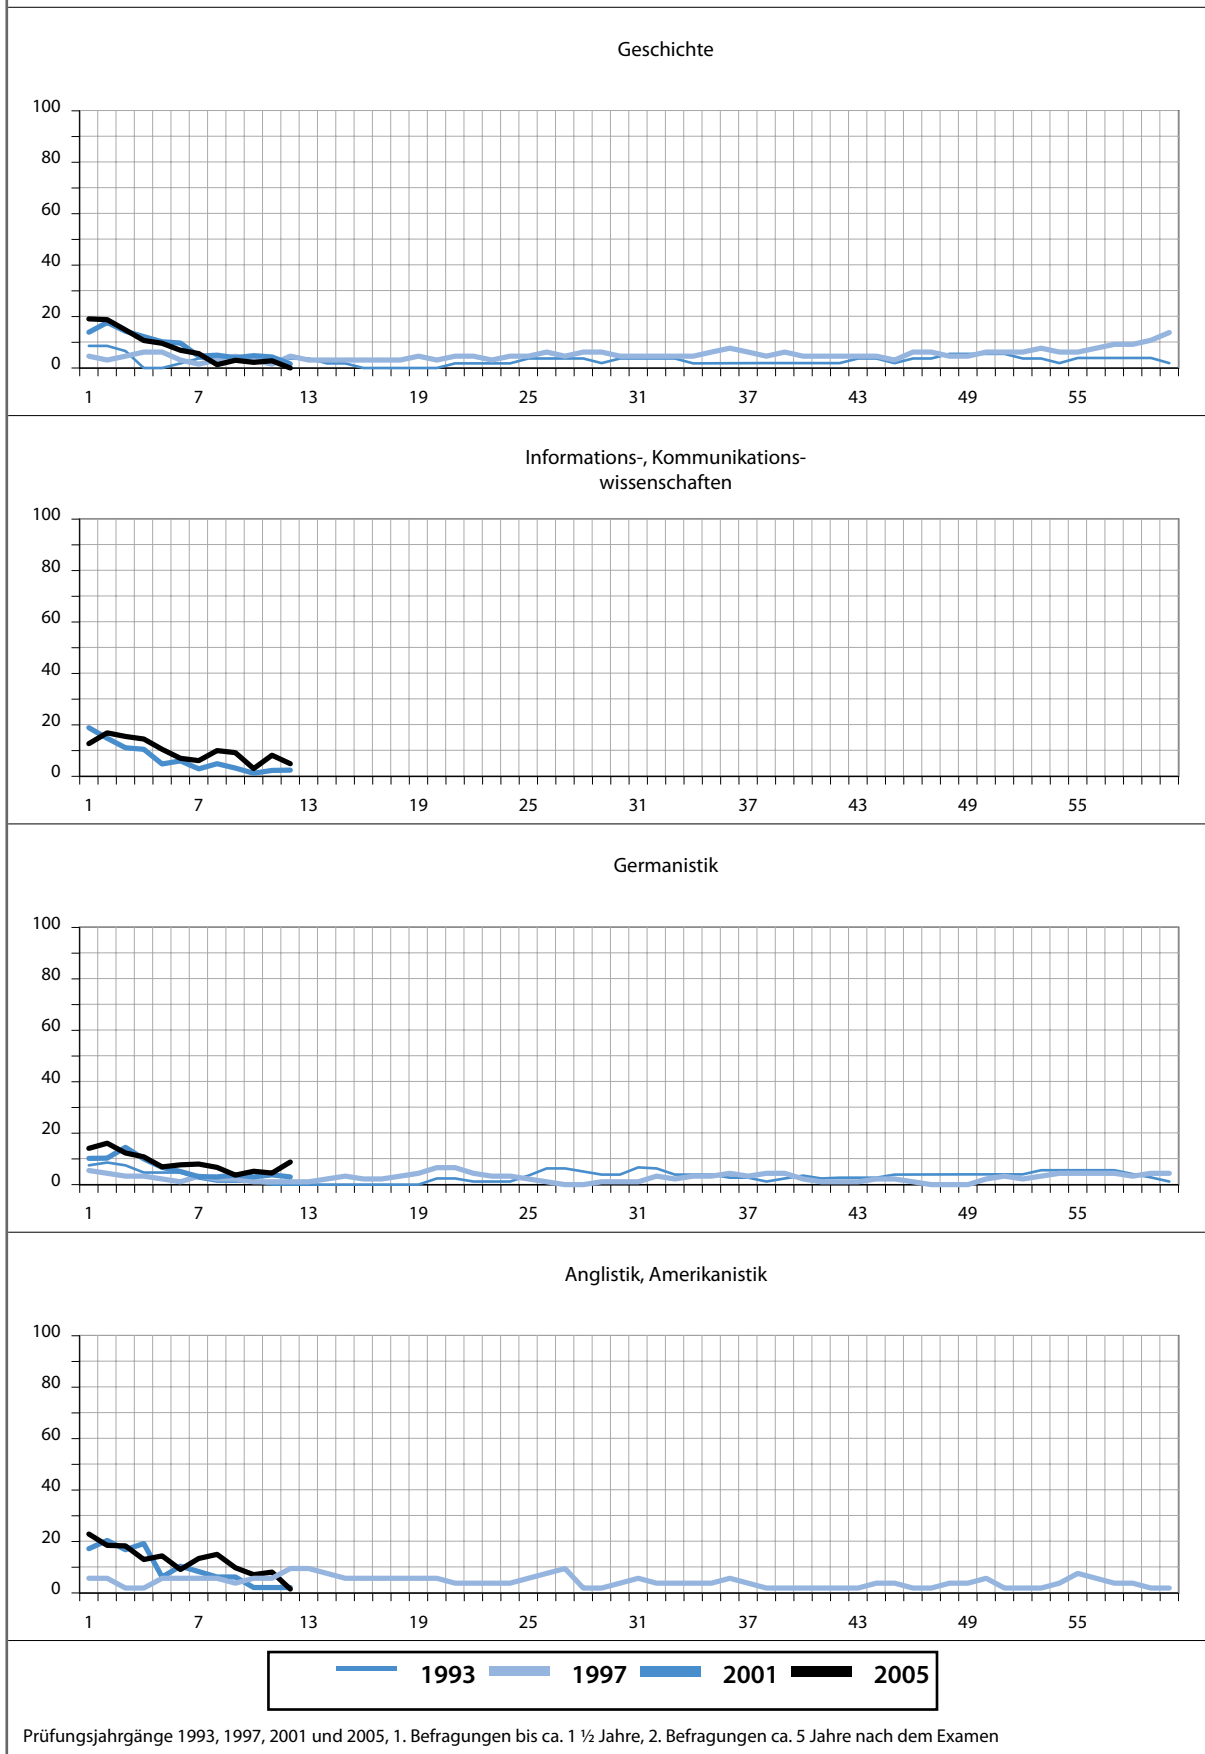 Geschichte
100
80
60
40
20
0
1 7 13 19 25 31 37 43 49 55
Informations-, Kommunikations-
wissenschaften
100
80
60
40
20
0
1 7 13 19 25 31 37 43 49 55
Germanistik
100
80
60
40
20
0
1 7 13 19 25 31 37 43 49 55
Anglistik, Amerikanistik
100
80
60
40
20
0
1 7 13 19 25 31 37 43 49 55
1993 1997 2001 2005
Prüfungsjahrgänge 1993, 1997, 2001 und 2005, 1. Befragungen bis ca. 1 ½ Jahre, 2. Befragungen ca. 5 Jahre nach dem Examen